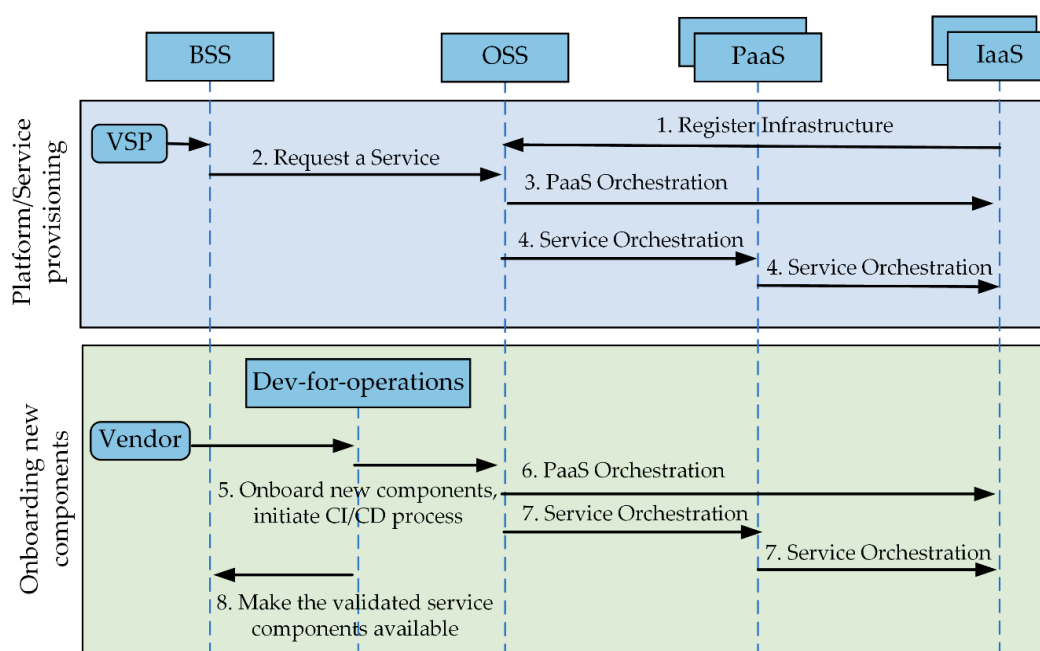 BSS
OSS
PaaS
IaaS
Platform/Service
provisioning
VSP
1. Register Infrastructure
2. Request a Service
3. PaaS Orchestration
4. Service Orchestration
4. Service Orchestration
Onboarding new
components
Dev-for-operations
Vendor
5. Onboard new components,
initiate CI/CD process
6. PaaS Orchestration
7. Service Orchestration
7. Service Orchestration
8. Make the validated service
components available